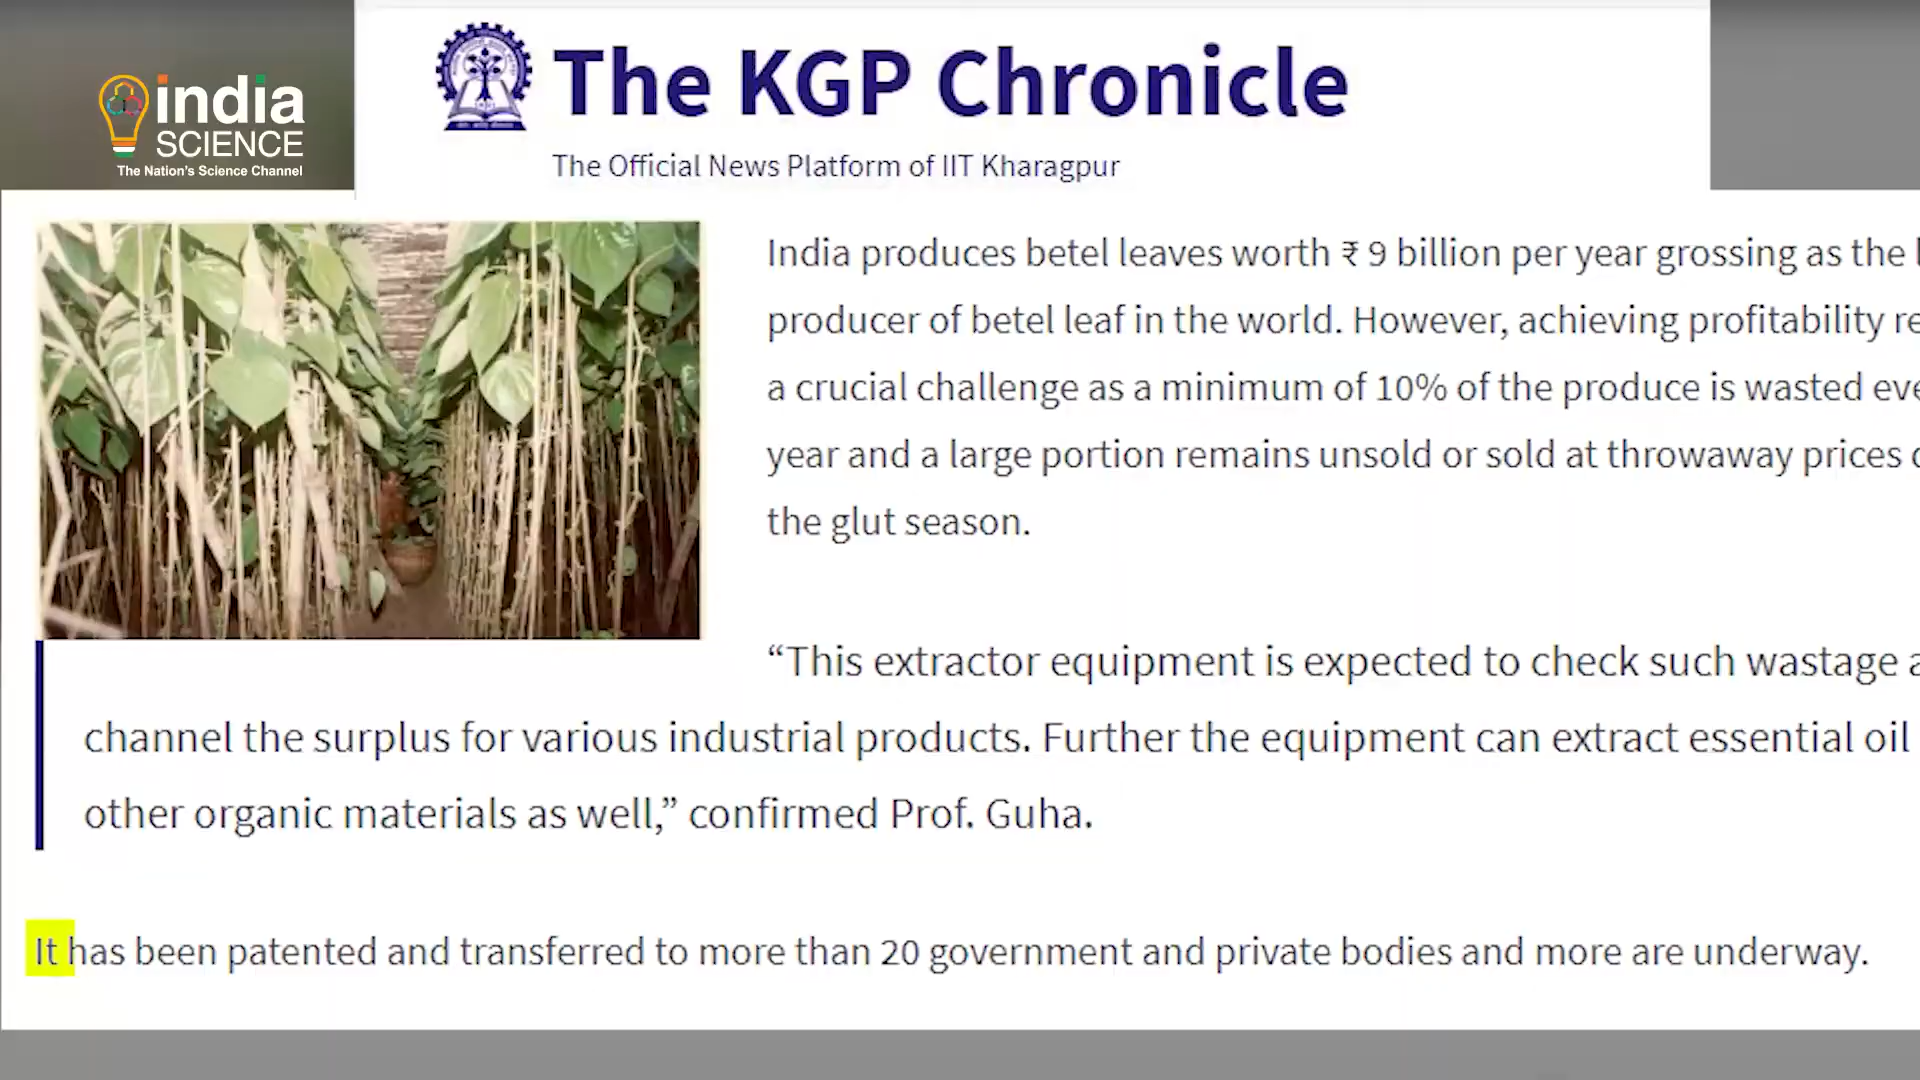 india
SCIENCE
The Nation's Science Channel
The KGP Chronicle
The Official News Platform of IIT Kharagpur
India produces betel leaves worth ₹ 9 billion per year grossing as the
producer of betel leaf in the world. However, achieving profitability re
a crucial challenge as a minimum of 10% of the produce is wasted eve
year and a large portion remains unsold or sold at throwaway prices
the glut season.
“This extractor equipment is expected to check such wastage a
channel the surplus for various industrial products. Further the equipment can extract essential oil
other organic materials as well,” confirmed Prof. Guha.
It has been patented and transferred to more than 20 government and private bodies and more are underway.